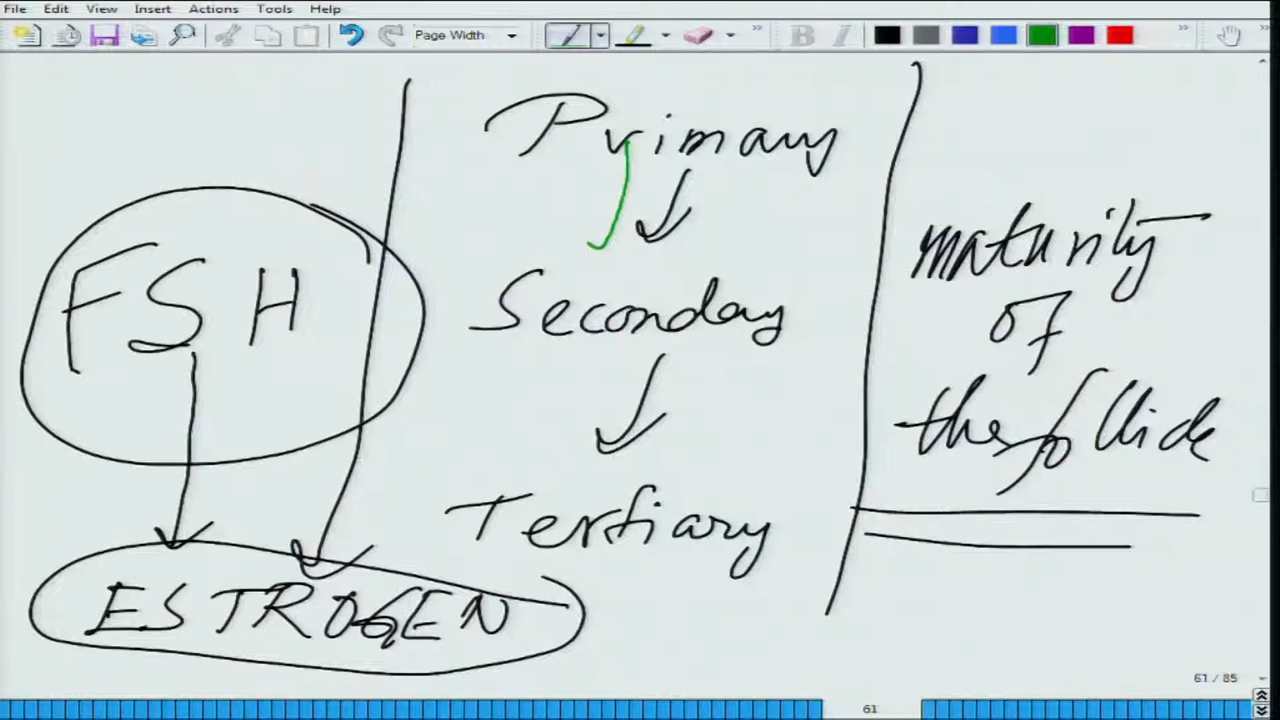 File Edit View Insert Actions Tools Help
Page Width
Primary
Secondary
Tertiary
FSH
ESTROGEN
maturity
of
the follicle
61 / 85
61